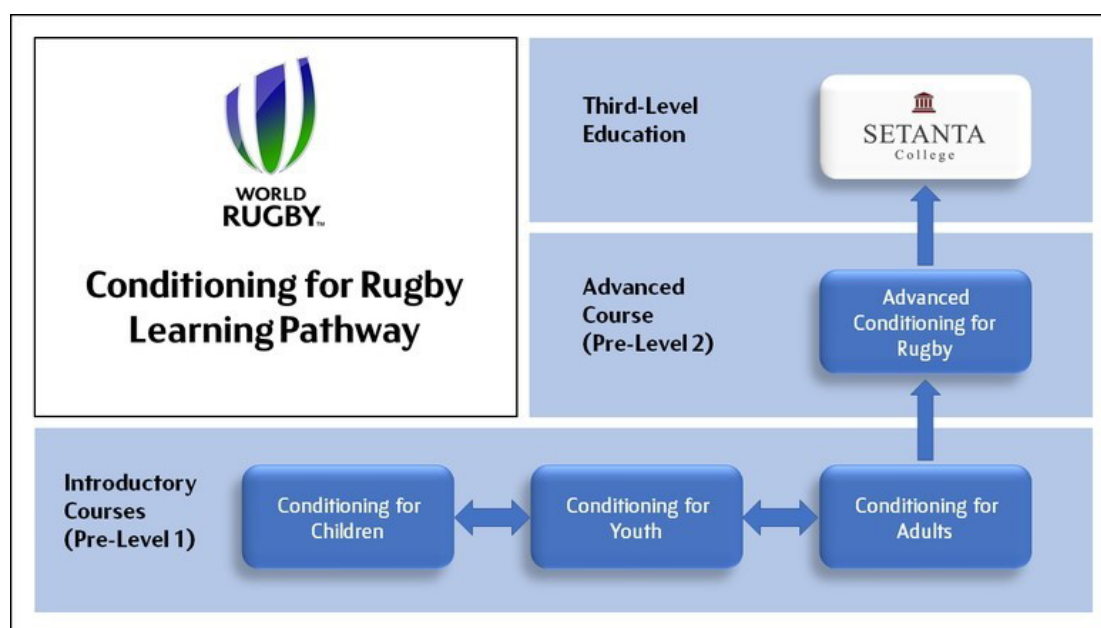 WORLD
RUGBY™
Conditioning for Rugby
Learning Pathway
Third-Level
Education
SETANTA
College
Advanced
Course
(Pre-Level 2)
Advanced
Conditioning for
Rugby
Introductory
Courses
(Pre-Level 1)
Conditioning for
Children
Conditioning for
Youth
Conditioning for
Adults